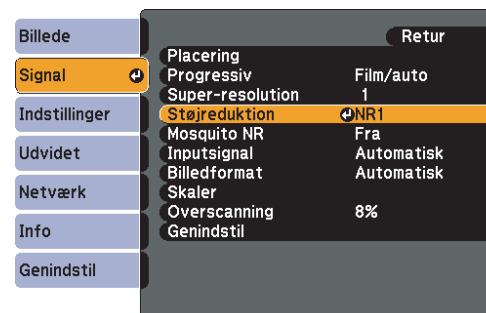 Billede
Signal
Indstillinger
Udvidet
Netværk
Info
Genindstil
Retur
Placering
Progressiv Film/auto
Super-resolution 1
Støjreduktion NR1
Mosquito NR Fra
Inputsignal Automatisk
Billedformat Automatisk
Skaler
Overscanning 8%
Genindstil